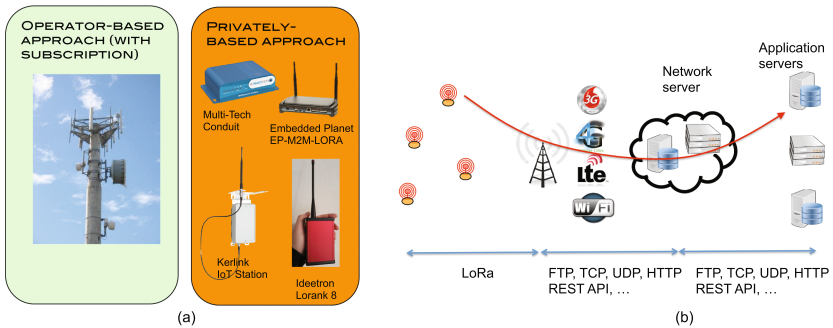 OPERATOR-BASED
APPROACH (WITH
SUBSCRIPTION)
PRIVATELY-
BASED APPROACH
Multi-Tech
Conduit
Embedded Planet
EP-M2M-LORA
Kerlink
IoT Station
Ideetron
Lorank 8
(a)
Application
servers
Network
server
3G
4G
Lte
Wi Fi
LoRa
FTP, TCP, UDP, HTTP
REST API, …
FTP, TCP, UDP, HTTP
REST API, …
(b)